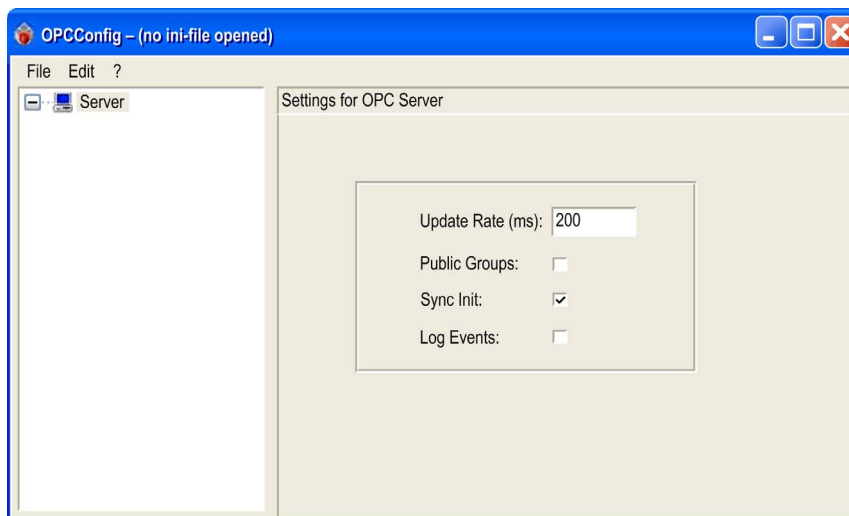 OPCConfig – (no ini-file opened)
File Edit ?
Server
Settings for OPC Server
Update Rate (ms): 200
Public Groups:
Sync Init:
Log Events: